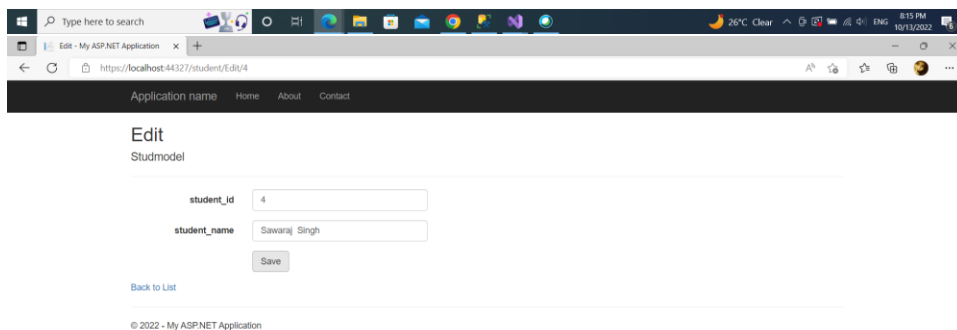 Type here to search
26°C Clear
ENG
8:15 PM
10/13/2022
Edit - My ASP.NET Application
https://localhost:44327/student/Edit/4
Application name Home About Contact
Edit
Studmodel
student_id 4
student_name Sawaraj Singh
Save
Back to List
© 2022 - My ASP.NET Application